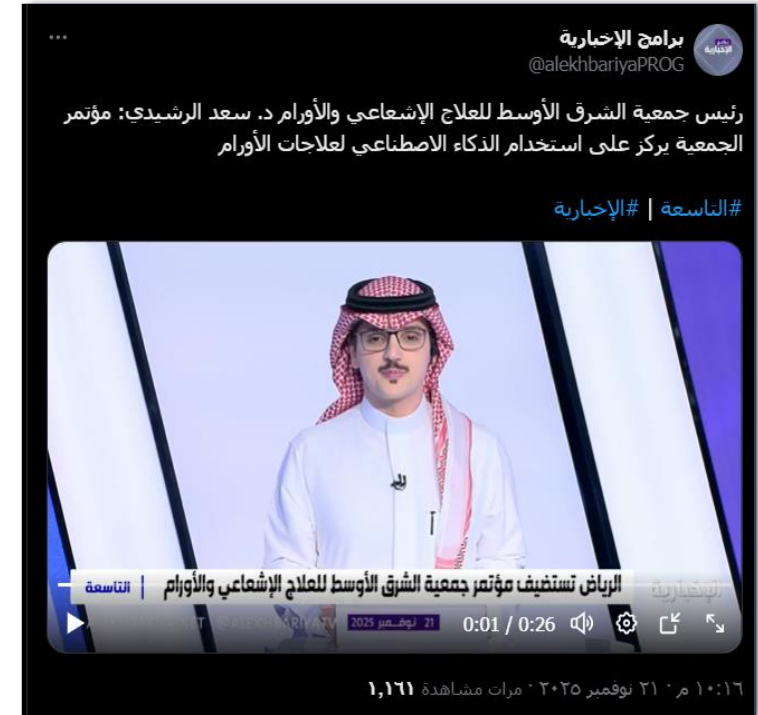 برامج الإخبارية
@alekhbariyaPROG
رئيس جمعية الشرق الأوسط للعلاج الإشعاعي والأورام د. سعد الرشيدي: مؤتمر
الجمعية يركز على استخدام الذكاء الاصطناعي لعلاجات الأورام
#التاسعة | #الإخبارية
الرياض تستضيف مؤتمر جمعية الشرق الأوسط للعلاج الإشعاعي والأورام | التاسعة
الإخبارية
21 نوفمبر 2025
@ALEKHBARIYATV
0:01 / 0:26
١٠:١٦ م · ٢١ نوفمبر ٢٠٢٥ · مرات مشاهدة ١,١٦١